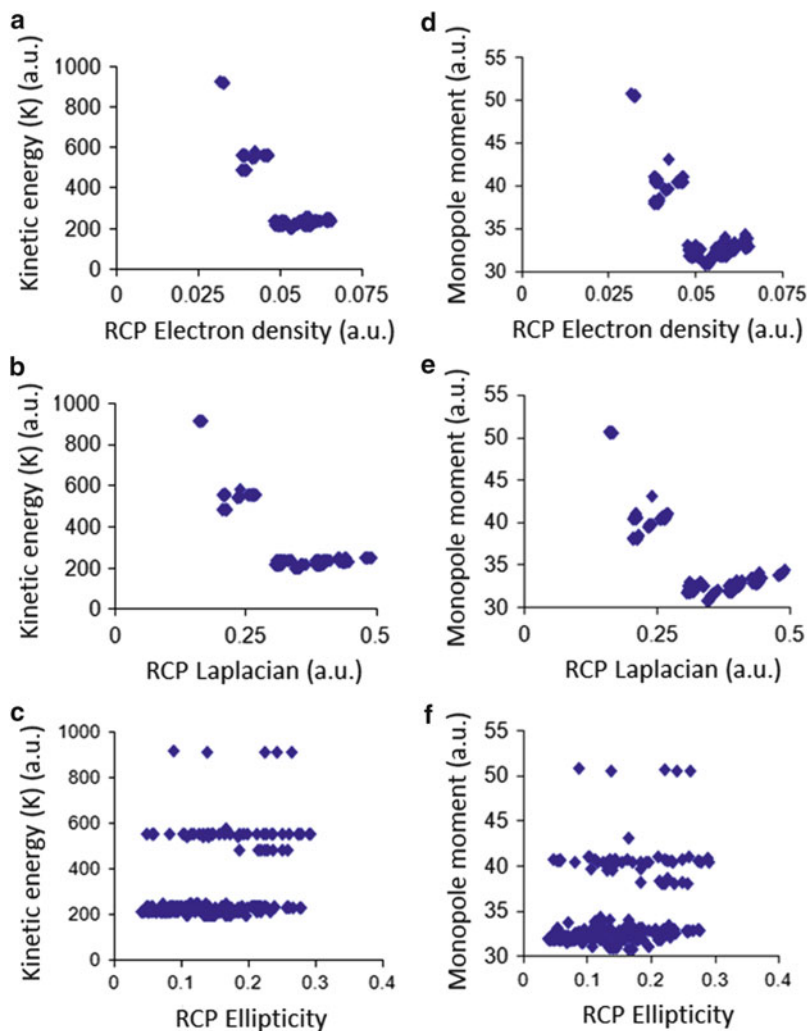 a
Kinetic energy (K) (a.u.)
1000
800
600
400
200
0
0 0.025 0.05 0.075
RCP Electron density (a.u.)
d
Monopole moment (a.u.)
55
50
45
40
35
30
0 0.025 0.05 0.075
RCP Electron density (a.u.)
b
Kinetic energy (K) (a.u.)
1000
800
600
400
200
0
0 0.25 0.5
RCP Laplacian (a.u.)
e
Monopole moment (a.u.)
55
50
45
40
35
30
0 0.25 0.5
RCP Laplacian (a.u.)
c
Kinetic energy (K) (a.u.)
1000
800
600
400
200
0
0 0.1 0.2 0.3 0.4
RCP Ellipticity
f
Monopole moment (a.u.)
55
50
45
40
35
30
0 0.1 0.2 0.3 0.4
RCP Ellipticity